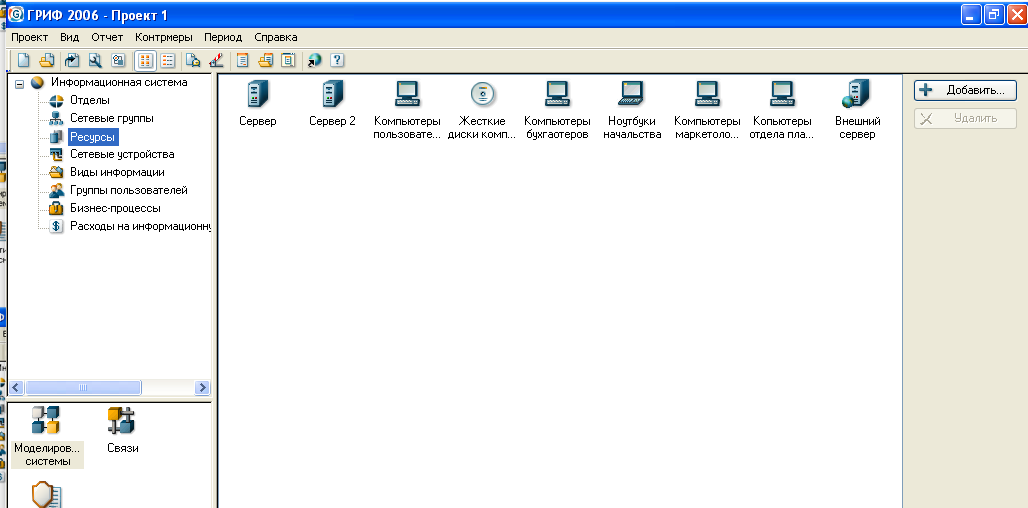 ГРИФ 2006 - Проект 1
Проект Вид Отчет Контрмеры Период Справка
Информационная система
Отделы
Сетевые группы
Ресурсы
Сетевые устройства
Виды информации
Группы пользователей
Бизнес-процессы
Расходы на информационну
Моделиров...
системы
Связи
Сервер
Сервер 2
Компьютеры
пользовате...
Жесткие
диски комп...
Компьютеры
бухгаотеров
Ноутбуки
начальства
Компьютеры
маркетоло...
Копьютеры
отдела пла...
Внешний
сервер
Добавить...
Удалить